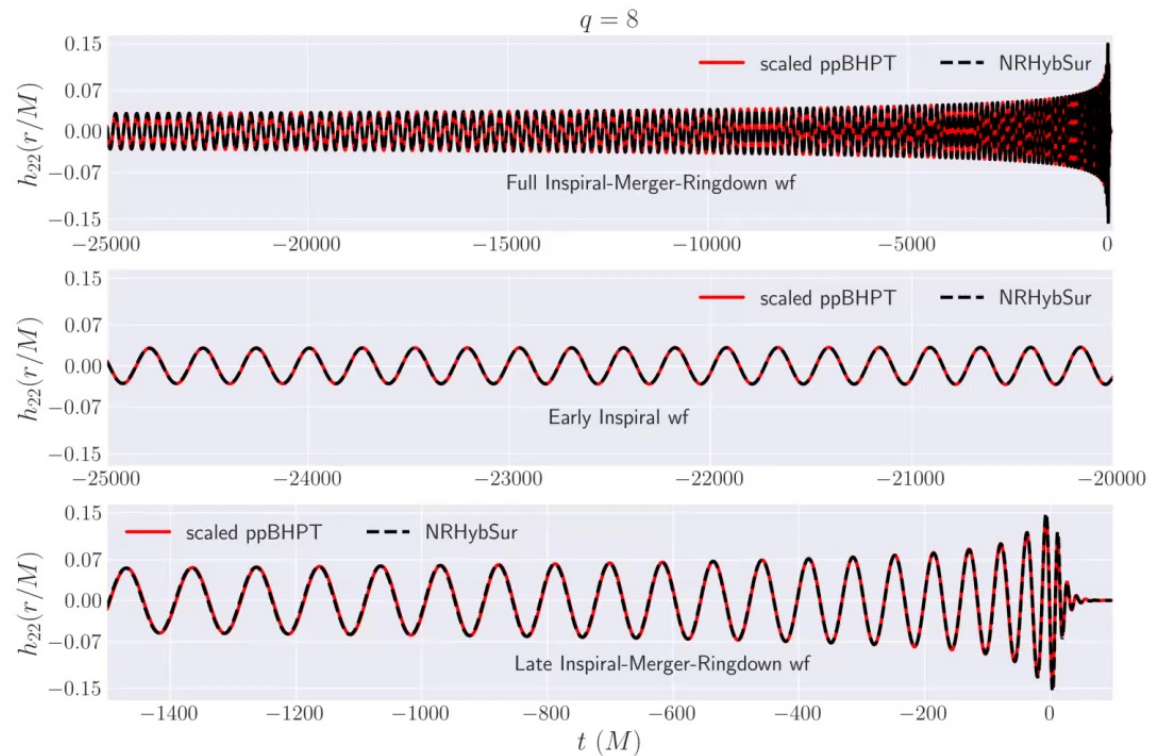 q = 8
0.15
0.07
0.00
−0.07
−0.15
h22(r/M)
scaled ppBHPT NRHybSur
Full Inspiral-Merger-Ringdown wf
−25000 −20000 −15000 −10000 −5000 0
0.15
0.07
0.00
−0.07
−0.15
h22(r/M)
scaled ppBHPT NRHybSur
Early Inspiral wf
−25000 −24000 −23000 −22000 −21000 −20000
0.15
0.07
0.00
−0.07
−0.15
h22(r/M)
scaled ppBHPT NRHybSur
Late Inspiral-Merger-Ringdown wf
−1400 −1200 −1000 −800 −600 −400 −200 0
t (M)